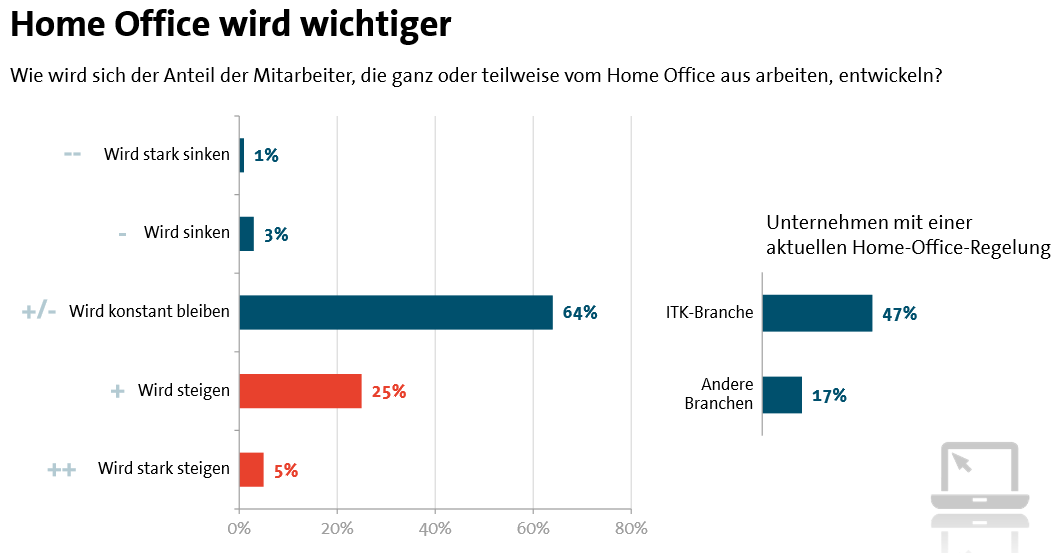 Home Office wird wichtiger
Wie wird sich der Anteil der Mitarbeiter, die ganz oder teilweise vom Home Office aus arbeiten, entwickeln?
-- Wird stark sinken 1%
- Wird sinken 3%
+/- Wird konstant bleiben 64%
+ Wird steigen 25%
++ Wird stark steigen 5%
0% 20% 40% 60% 80%
Unternehmen mit einer
aktuellen Home-Office-Regelung
ITK-Branche 47%
Andere
Branchen 17%